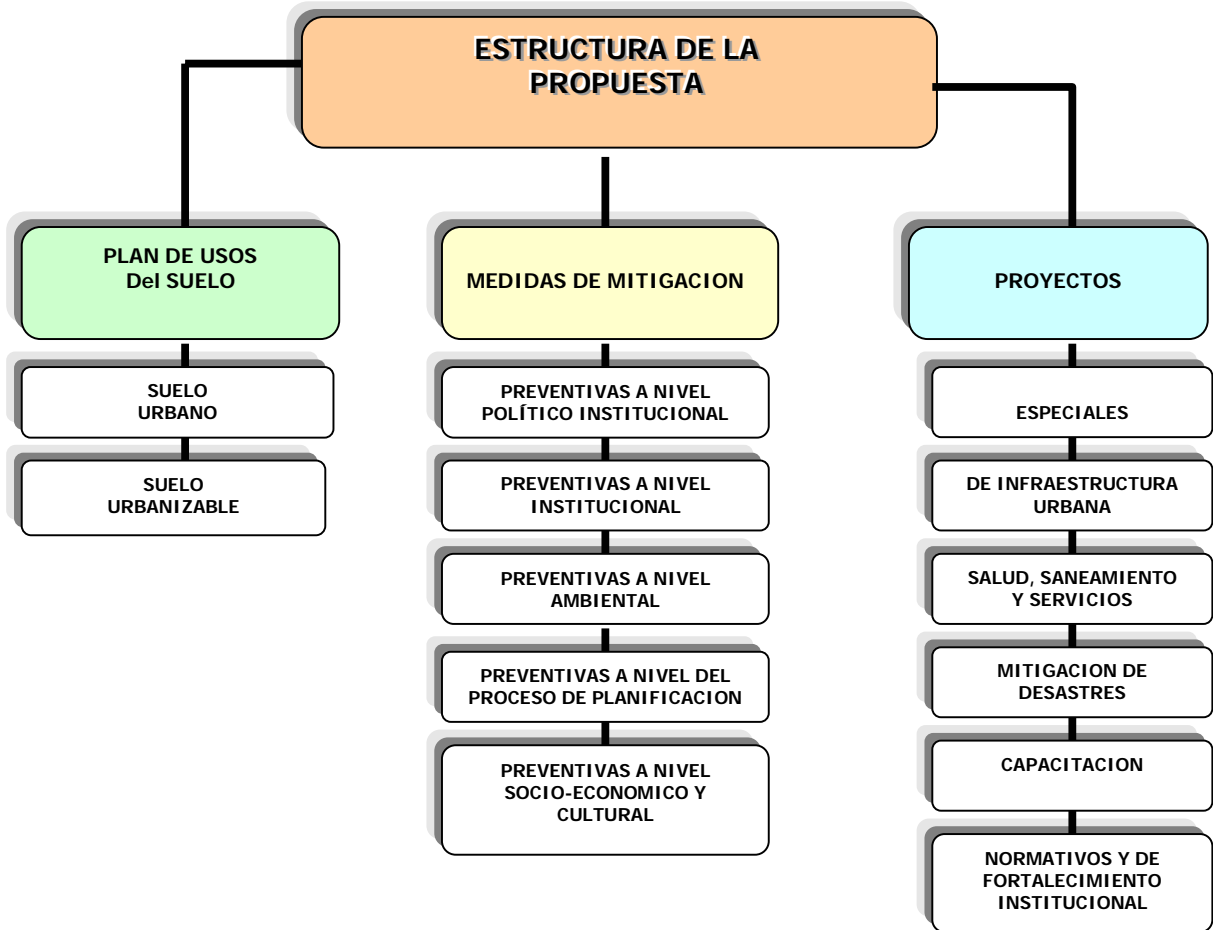 ESTRUCTURA DE LA
PROPUESTA
PLAN DE USOS
Del SUELO
SUELO
URBANO
SUELO
URBANIZABLE
MEDIDAS DE MITIGACION
PREVENTIVAS A NIVEL
POLÍTICO INSTITUCIONAL
PREVENTIVAS A NIVEL
INSTITUCIONAL
PREVENTIVAS A NIVEL
AMBIENTAL
PREVENTIVAS A NIVEL DEL
PROCESO DE PLANIFICACION
PREVENTIVAS A NIVEL
SOCIO-ECONOMICO Y
CULTURAL
PROYECTOS
ESPECIALES
DE INFRAESTRUCTURA
URBANA
SALUD, SANEAMIENTO
Y SERVICIOS
MITIGACION DE
DESASTRES
CAPACITACION
NORMATIVOS Y DE
FORTALECIMIENTO
INSTITUCIONAL